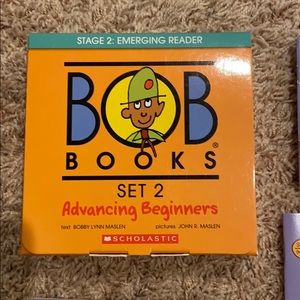 STAGE 2: EMERGING READER
BOB
BOOKS®
SET 2
Advancing Beginners
text BOBBY LYNN MASLEN pictures JOHN R. MASLEN
SCHOLASTIC